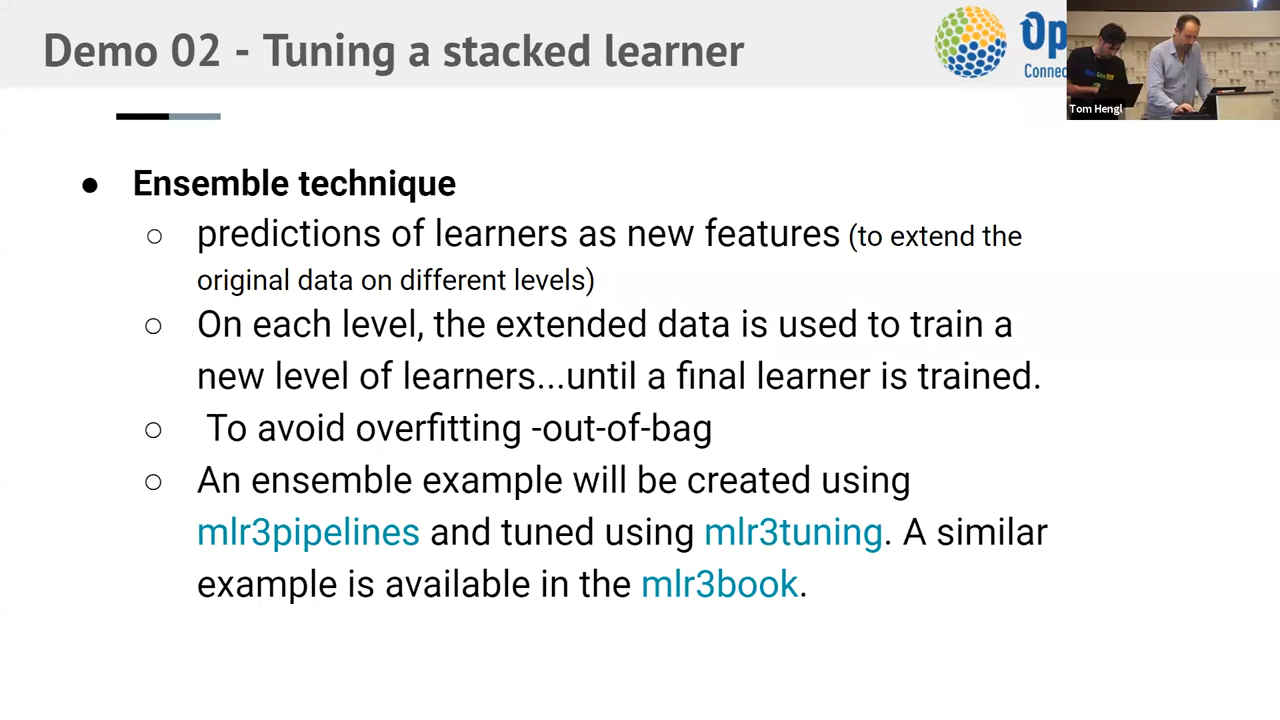 Demo 02 - Tuning a stacked learner
Op
Connec
Tom Hengl
● Ensemble technique
○ predictions of learners as new features (to extend the
original data on different levels)
○ On each level, the extended data is used to train a
new level of learners...until a final learner is trained.
○ To avoid overfitting -out-of-bag
○ An ensemble example will be created using
mlr3pipelines and tuned using mlr3tuning. A similar
example is available in the mlr3book.